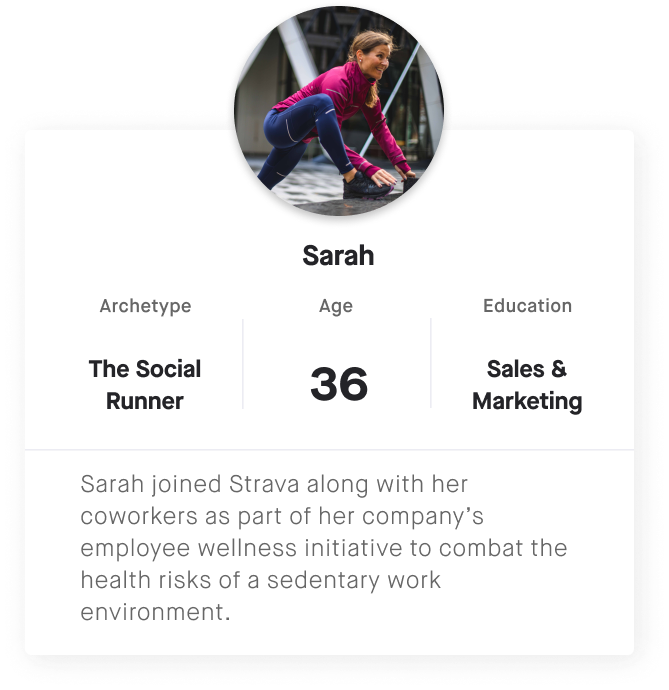 Sarah
Archetype
Age
Education
The Social
Runner
36
Sales &
Marketing
Sarah joined Strava along with her
coworkers as part of her company’s
employee wellness initiative to combat the
health risks of a sedentary work
environment.